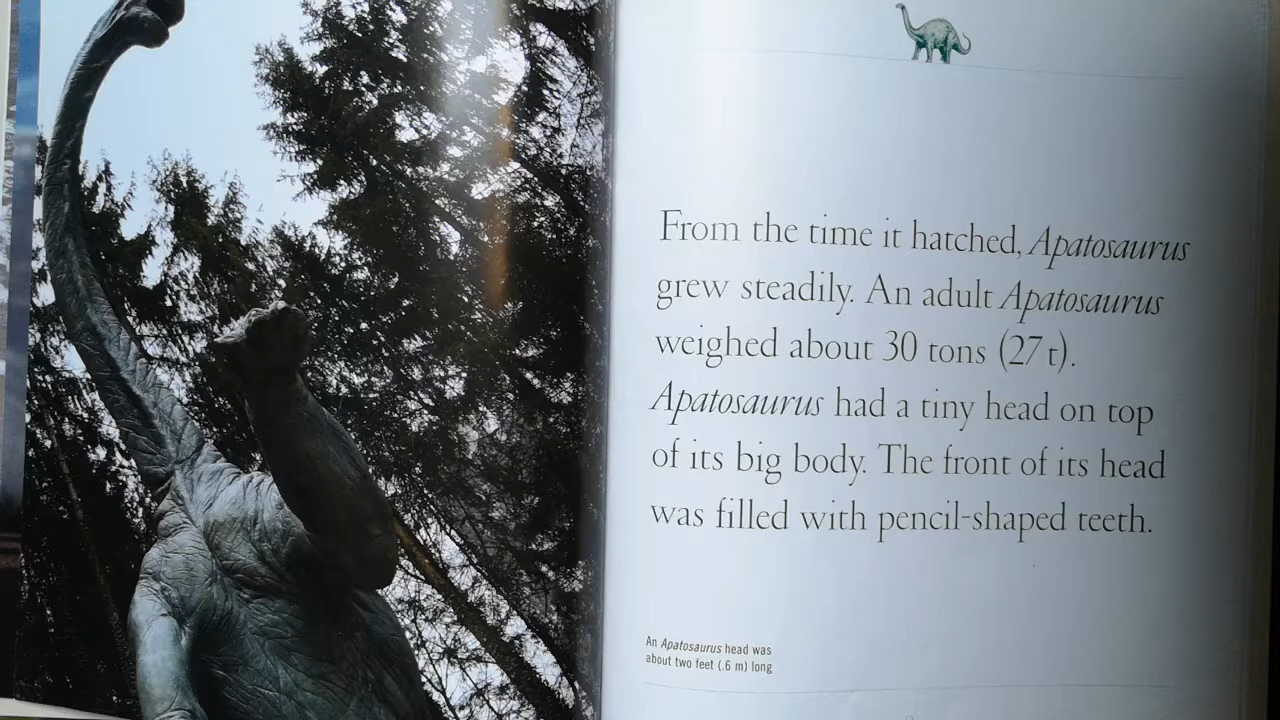 From the time it hatched, Apatosaurus
grew steadily. An adult Apatosaurus
weighed about 30 tons (27 t).
Apatosaurus had a tiny head on top
of its big body. The front of its head
was filled with pencil-shaped teeth.
An Apatosaurus head was
about two feet (.6 m) long